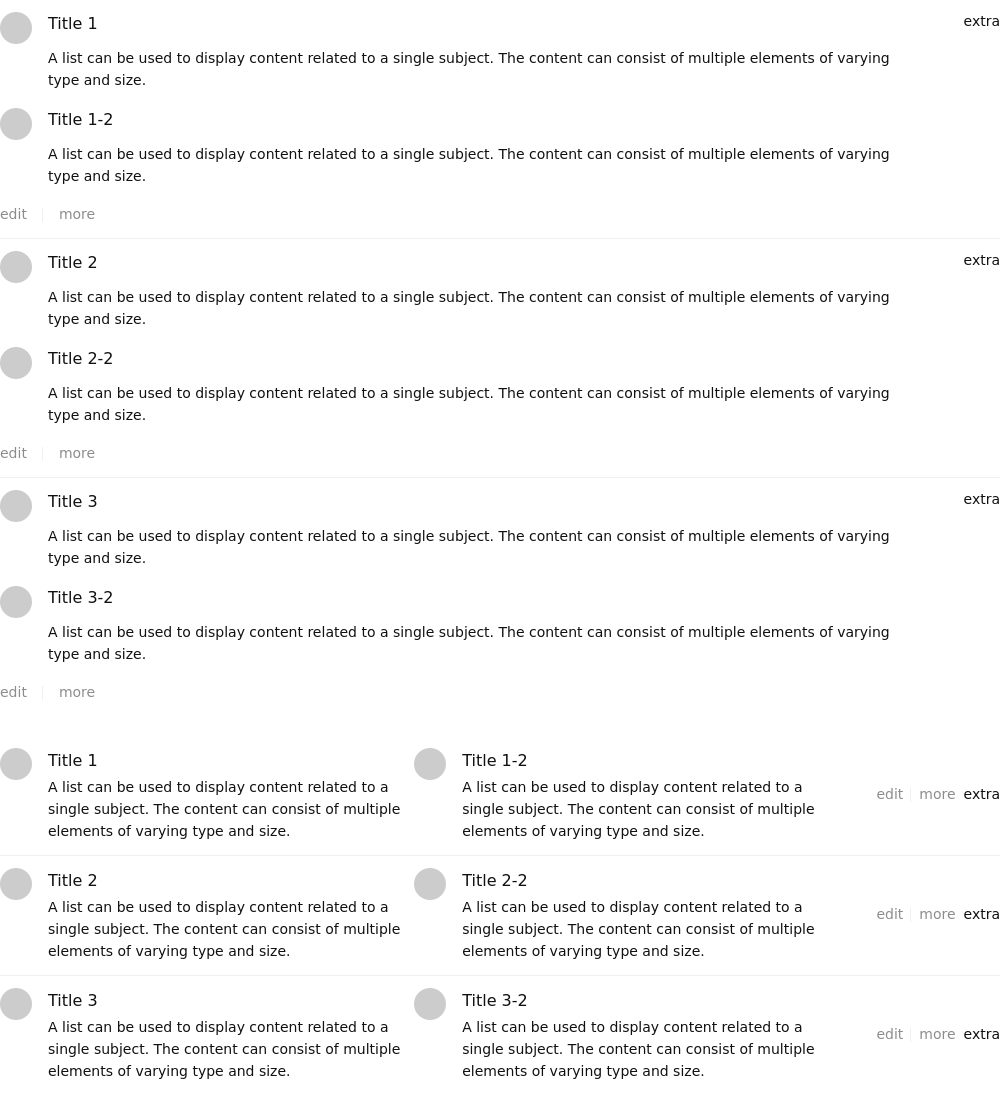 Title 1
extra
A list can be used to display content related to a single subject. The content can consist of multiple elements of varying
type and size.
Title 1-2
A list can be used to display content related to a single subject. The content can consist of multiple elements of varying
type and size.
edit more
Title 2
extra
A list can be used to display content related to a single subject. The content can consist of multiple elements of varying
type and size.
Title 2-2
A list can be used to display content related to a single subject. The content can consist of multiple elements of varying
type and size.
edit more
Title 3
extra
A list can be used to display content related to a single subject. The content can consist of multiple elements of varying
type and size.
Title 3-2
A list can be used to display content related to a single subject. The content can consist of multiple elements of varying
type and size.
edit more
Title 1
A list can be used to display content related to a
single subject. The content can consist of multiple
elements of varying type and size.
Title 1-2
A list can be used to display content related to a
single subject. The content can consist of multiple
elements of varying type and size.
edit more extra
Title 2
A list can be used to display content related to a
single subject. The content can consist of multiple
elements of varying type and size.
Title 2-2
A list can be used to display content related to a
single subject. The content can consist of multiple
elements of varying type and size.
edit more extra
Title 3
A list can be used to display content related to a
single subject. The content can consist of multiple
elements of varying type and size.
Title 3-2
A list can be used to display content related to a
single subject. The content can consist of multiple
elements of varying type and size.
edit more extra